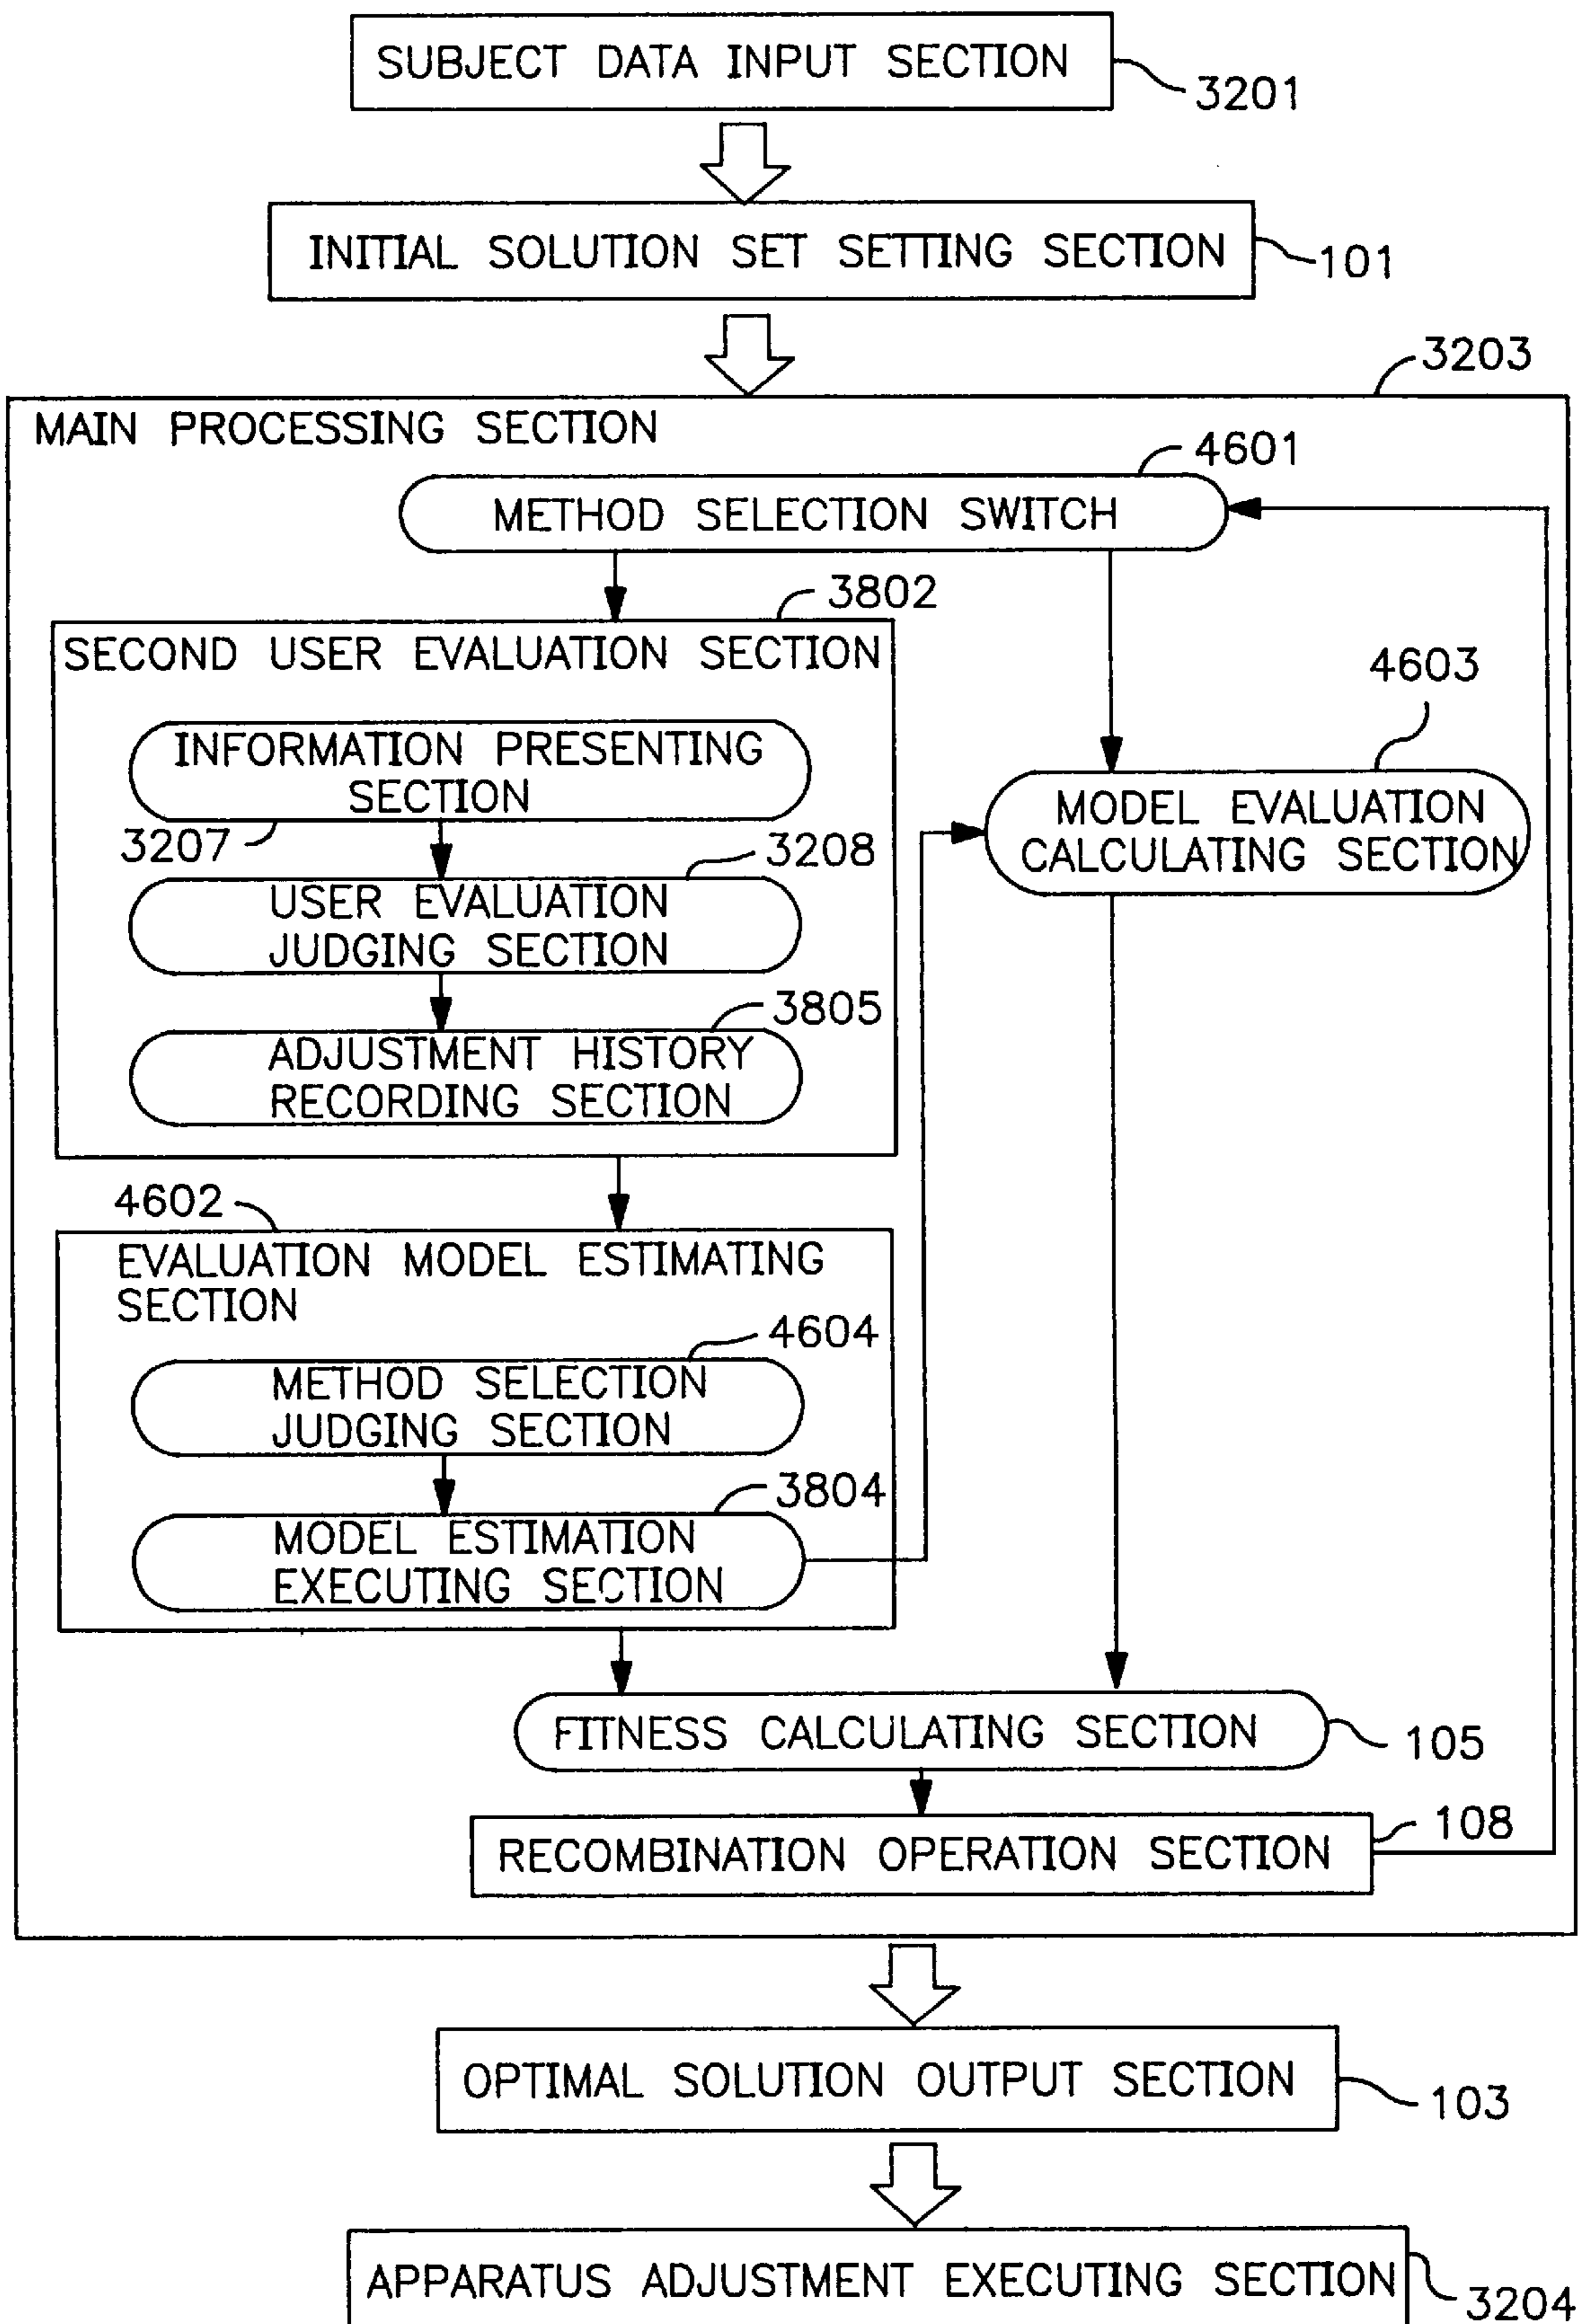 SUBJECT DATA INPUT SECTION
3201
INITIAL SOLUTION SET SETTING SECTION
101
3203
MAIN PROCESSING SECTION
4601
METHOD SELECTION SWITCH
3802
SECOND USER EVALUATION SECTION
4603
INFORMATION PRESENTING
SECTION
MODEL EVALUATION
CALCULATING SECTION
3207
3208
USER EVALUATION
JUDGING SECTION
3805
ADJUSTMENT HISTORY
RECORDING SECTION
4602
EVALUATION MODEL ESTIMATING
SECTION
4604
METHOD SELECTION
JUDGING SECTION
3804
MODEL ESTIMATION
EXECUTING SECTION
FITNESS CALCULATING SECTION
105
RECOMBINATION OPERATION SECTION
108
OPTIMAL SOLUTION OUTPUT SECTION
103
APPARATUS ADJUSTMENT EXECUTING SECTION
3204